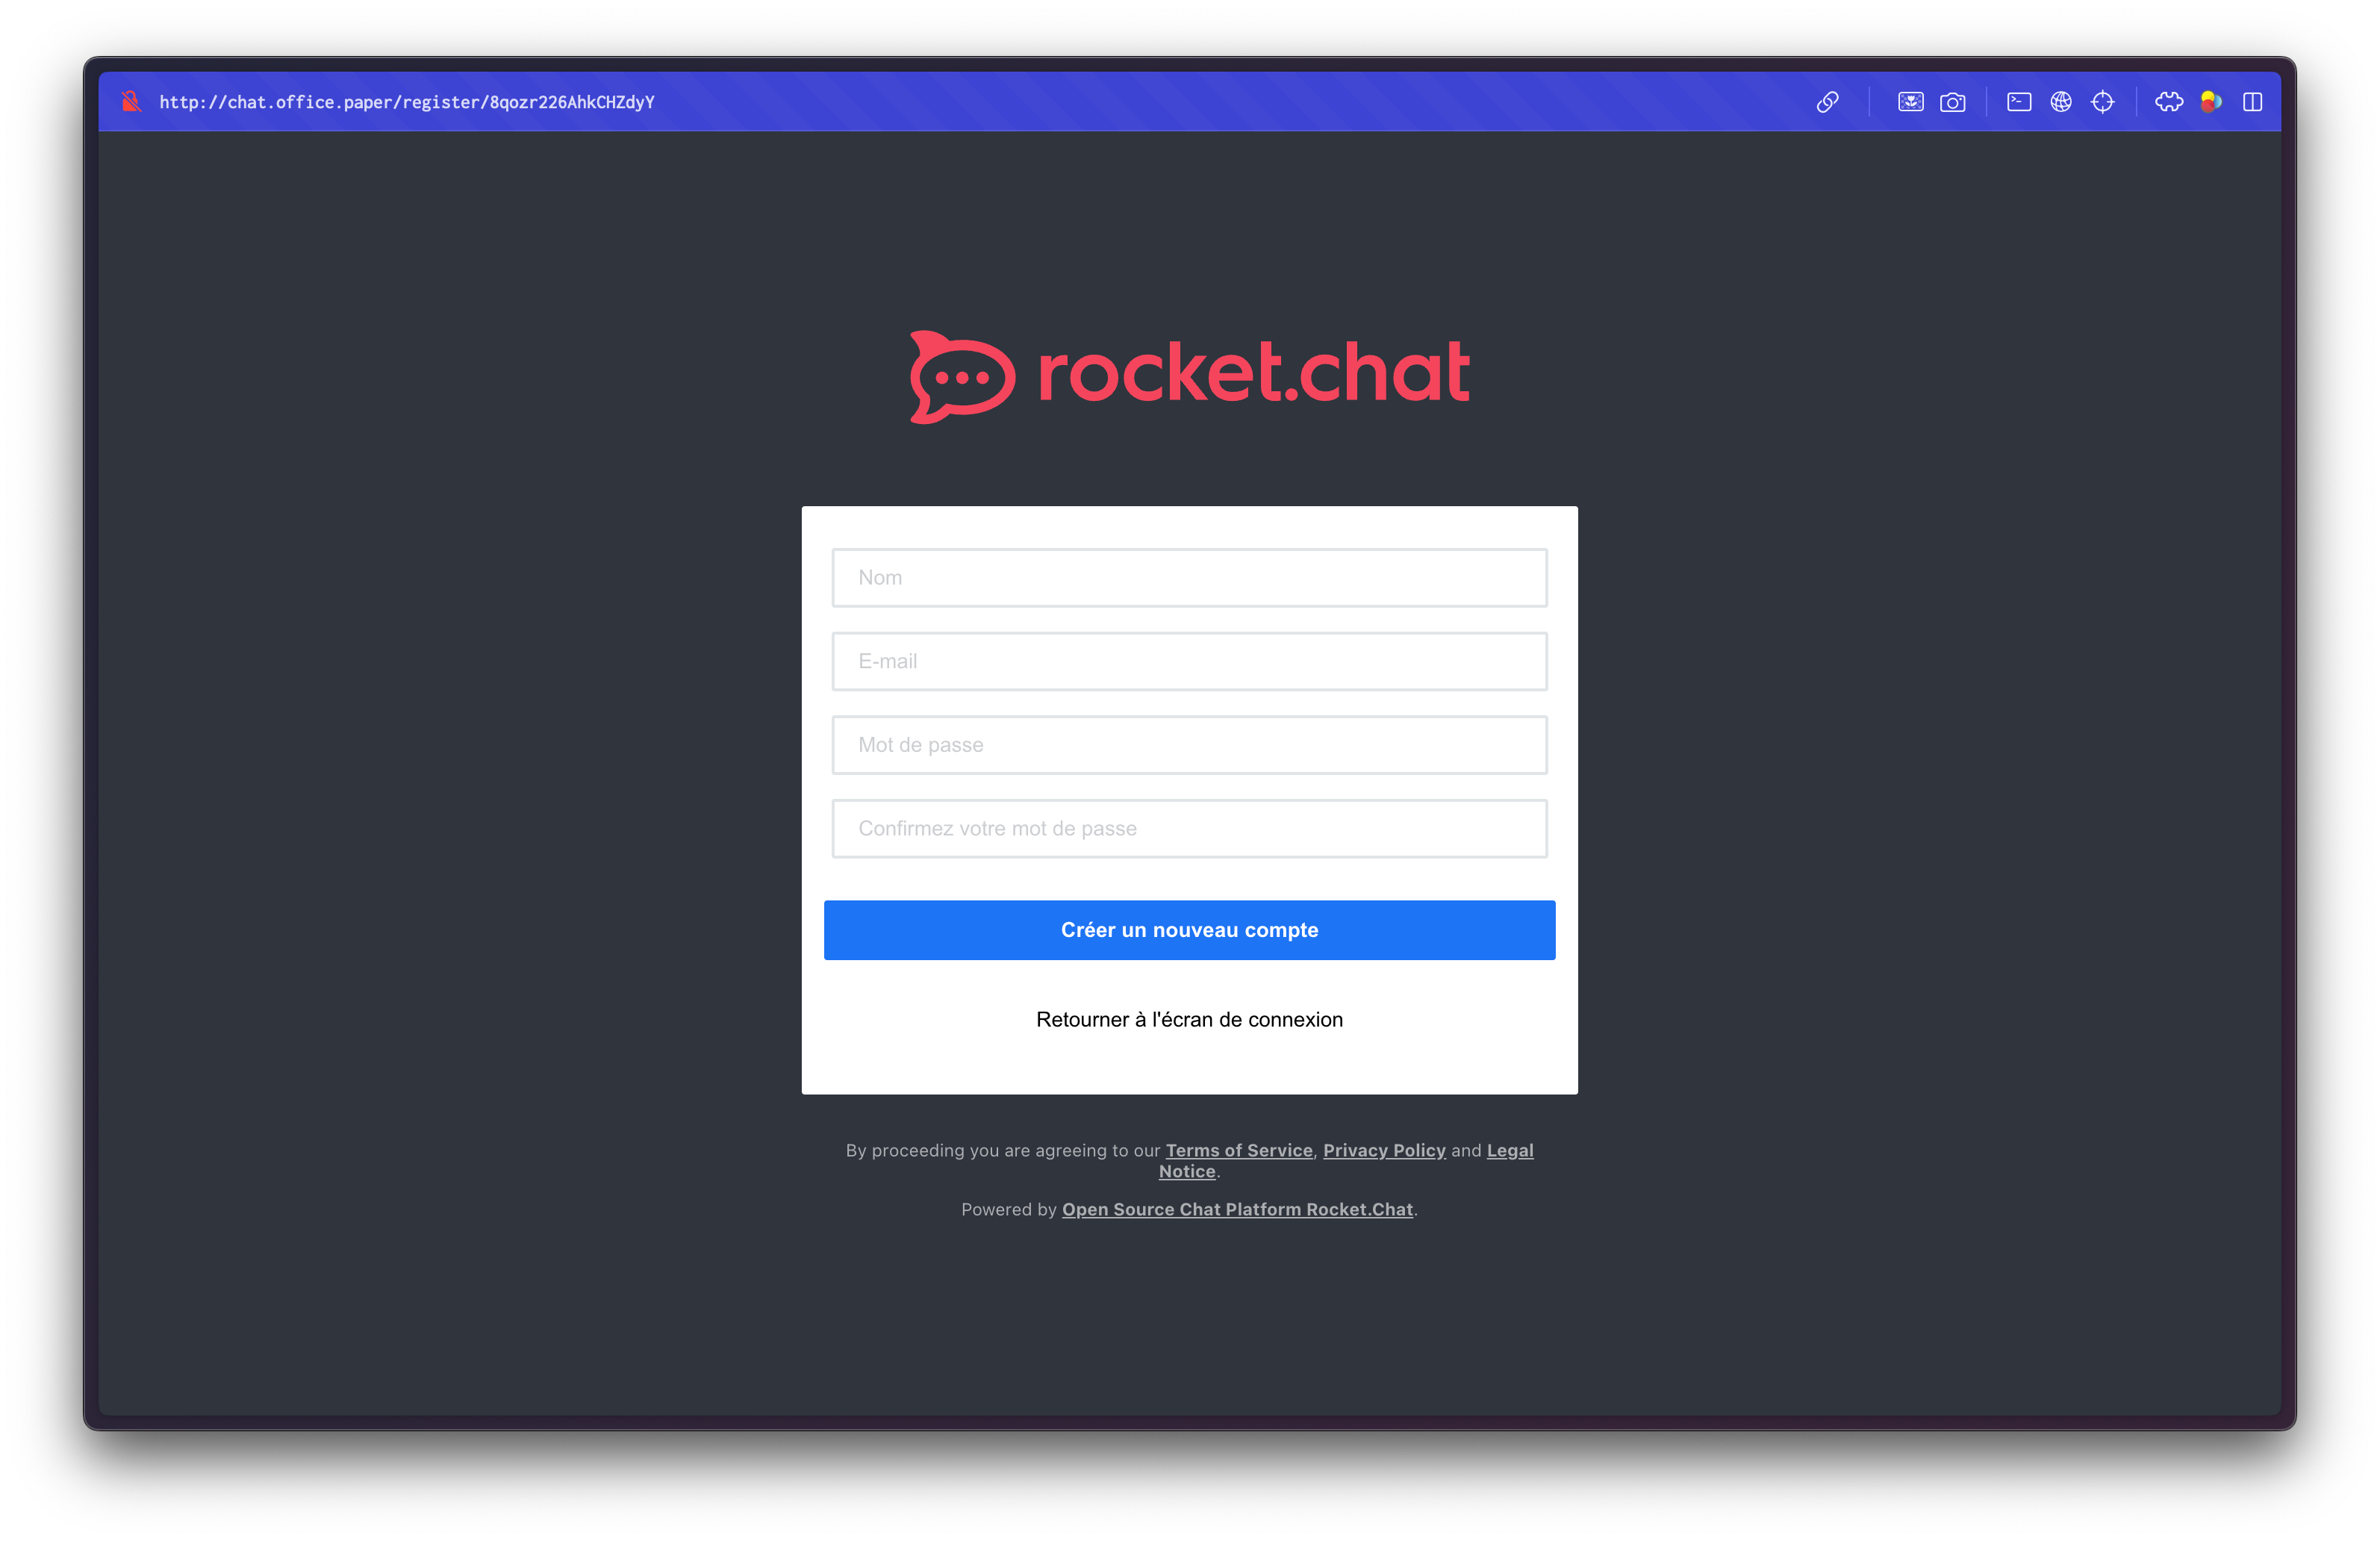 http://chat.office.paper/register/8qozr226AhkCHZdyY
rocket.chat
Nom
E-mail
Mot de passe
Confirmez votre mot de passe
Créer un nouveau compte
Retourner à l'écran de connexion
By proceeding you are agreeing to our Terms of Service, Privacy Policy and Legal
Notice.
Powered by Open Source Chat Platform Rocket.Chat.